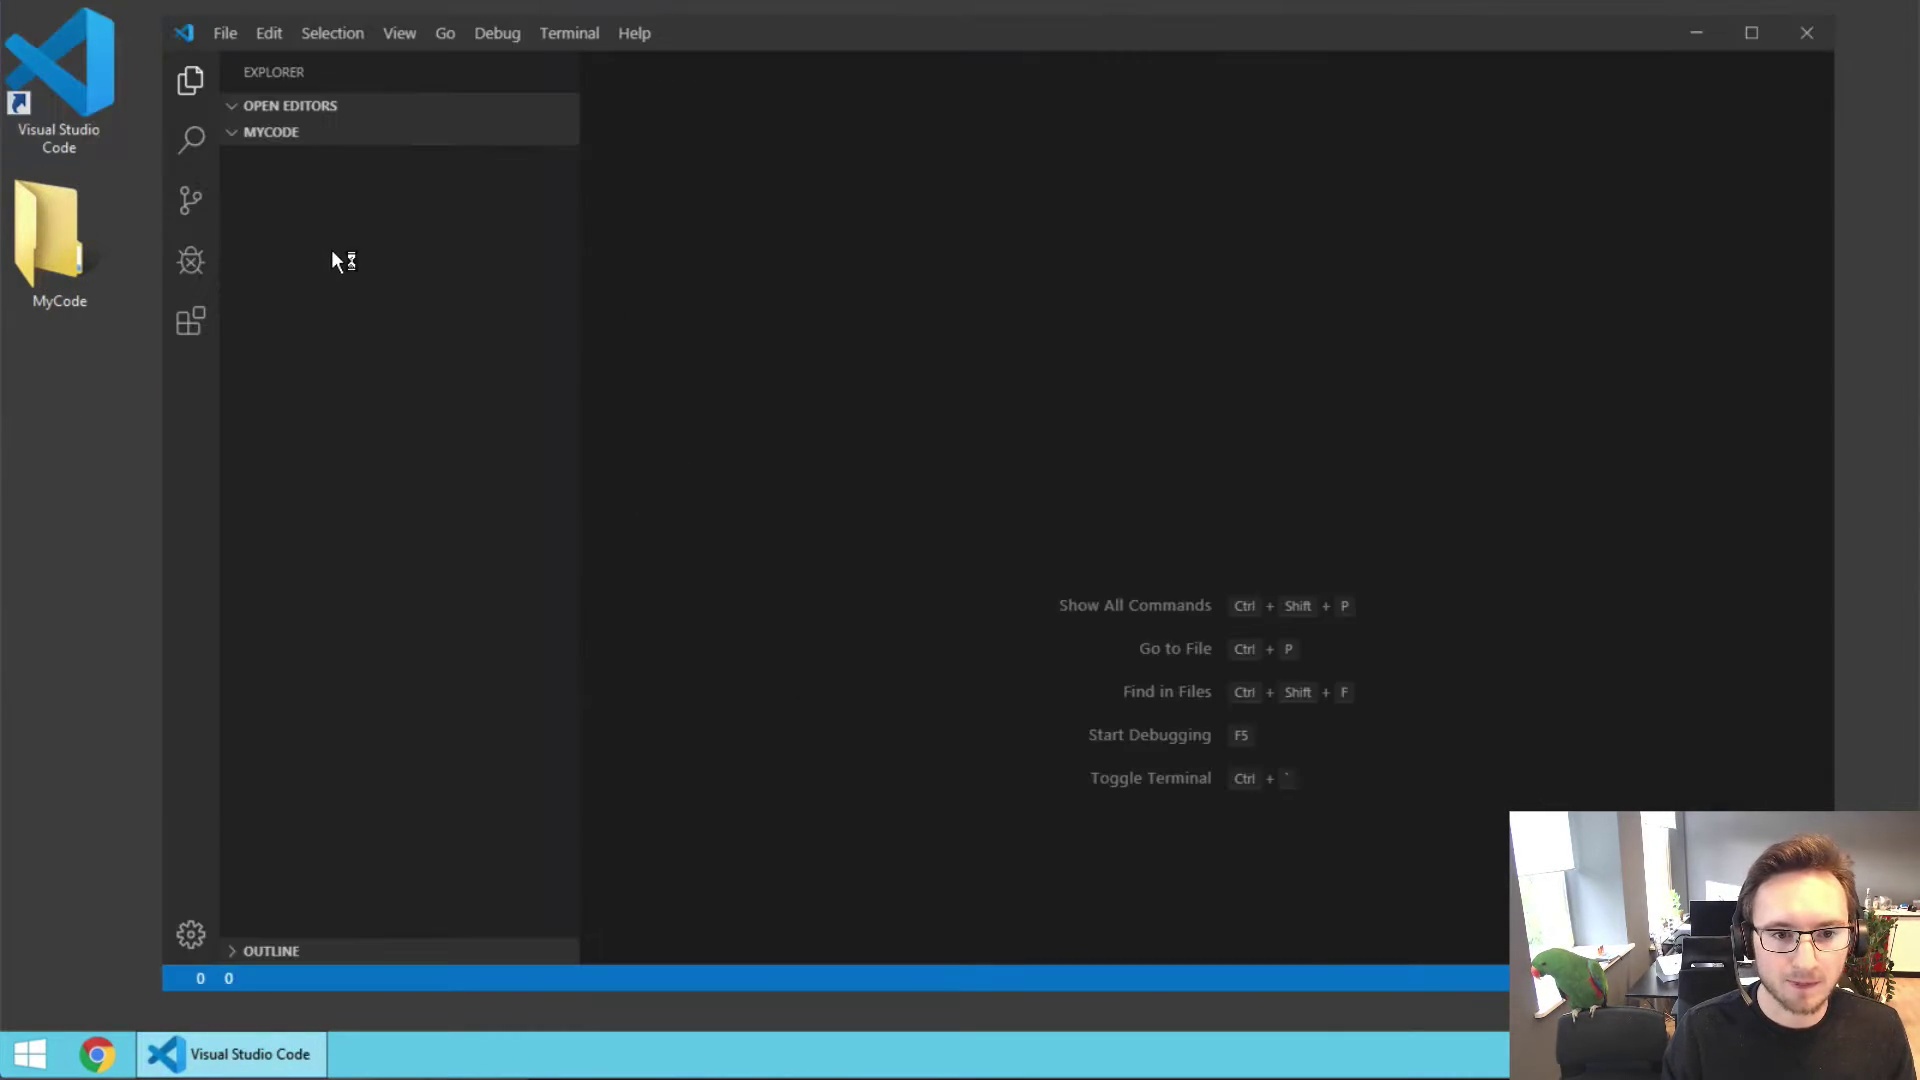 Visual Studio
Code
MyCode
File Edit Selection View Go Debug Terminal Help
EXPLORER
OPEN EDITORS
MYCODE
Show All Commands Ctrl + Shift + P
Go to File Ctrl + P
Find in Files Ctrl + Shift + F
Start Debugging F5
Toggle Terminal Ctrl + `
OUTLINE
0 0
Visual Studio Code